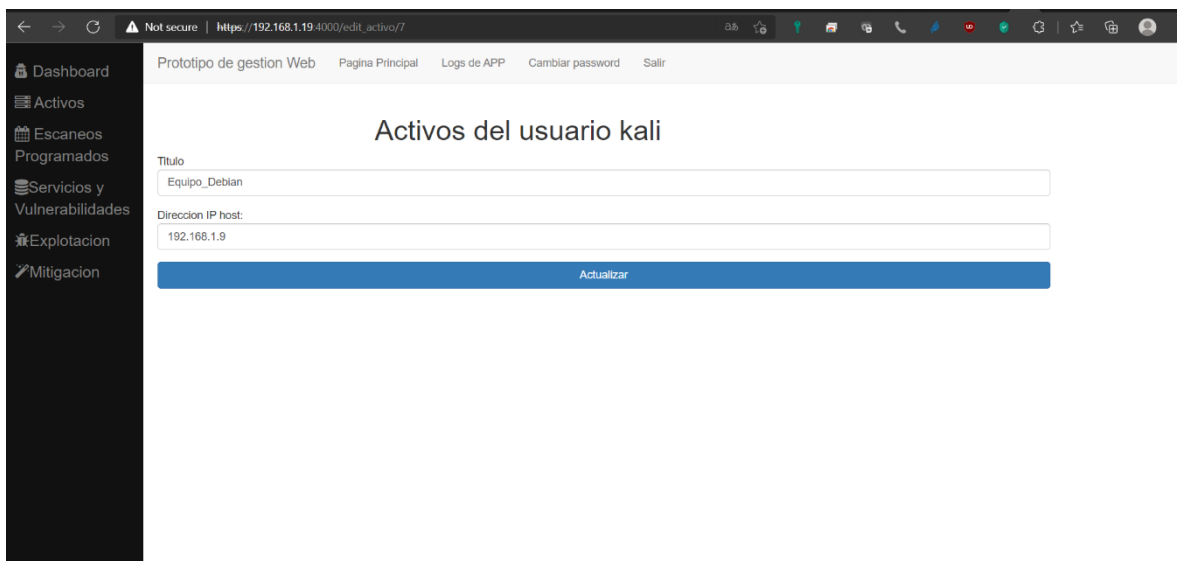 Not secure | https://192.168.1.19:4000/edit_activo/7
Dashboard
Activos
Escaneos
Programados
Servicios y
Vulnerabilidades
Explotacion
Mitigacion
Prototipo de gestion Web Pagina Principal Logs de APP Cambiar password Salir
Activos del usuario kali
Titulo
Equipo_Debian
Direccion IP host:
192.168.1.9
Actualizar